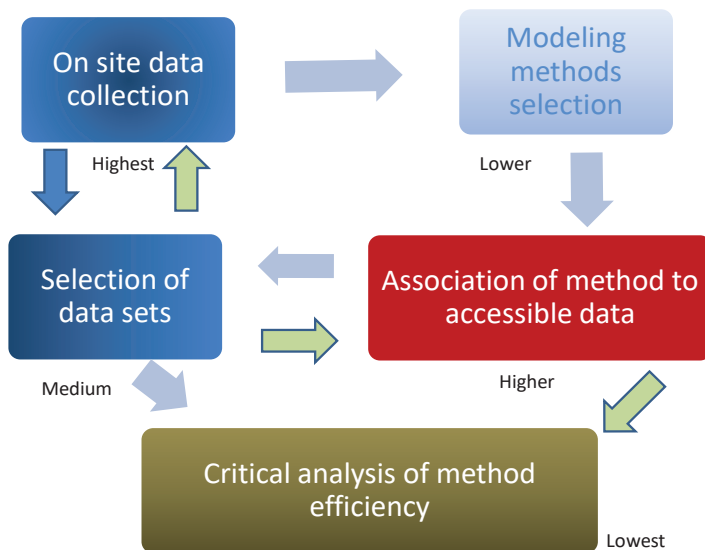 On site data
collection
Modeling
methods
selection
Highest
Lower
Selection of
data sets
Association of method to
accessible data
Medium
Higher
Critical analysis of method
efficiency
Lowest